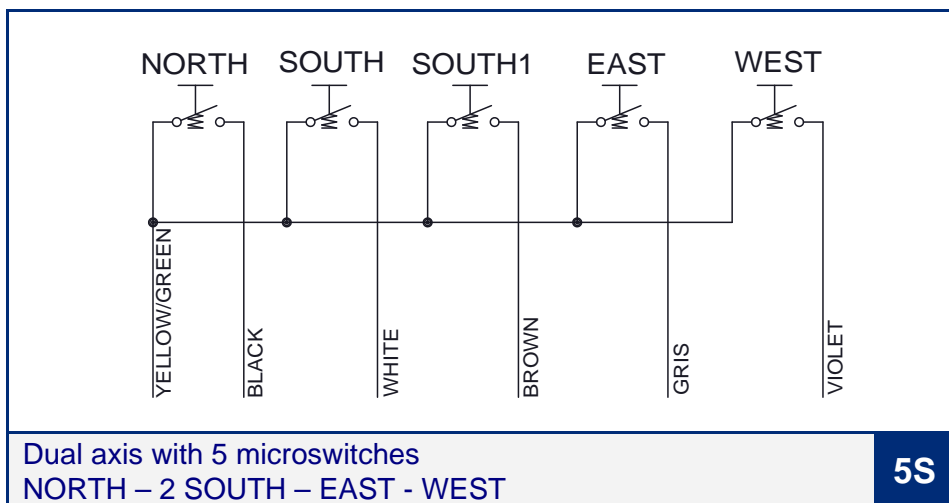 NORTH SOUTH SOUTH1 EAST WEST
YELLOW/GREEN
BLACK
WHITE
BROWN
GRIS
VIOLET
Dual axis with 5 microswitches
NORTH – 2 SOUTH – EAST - WEST
5S